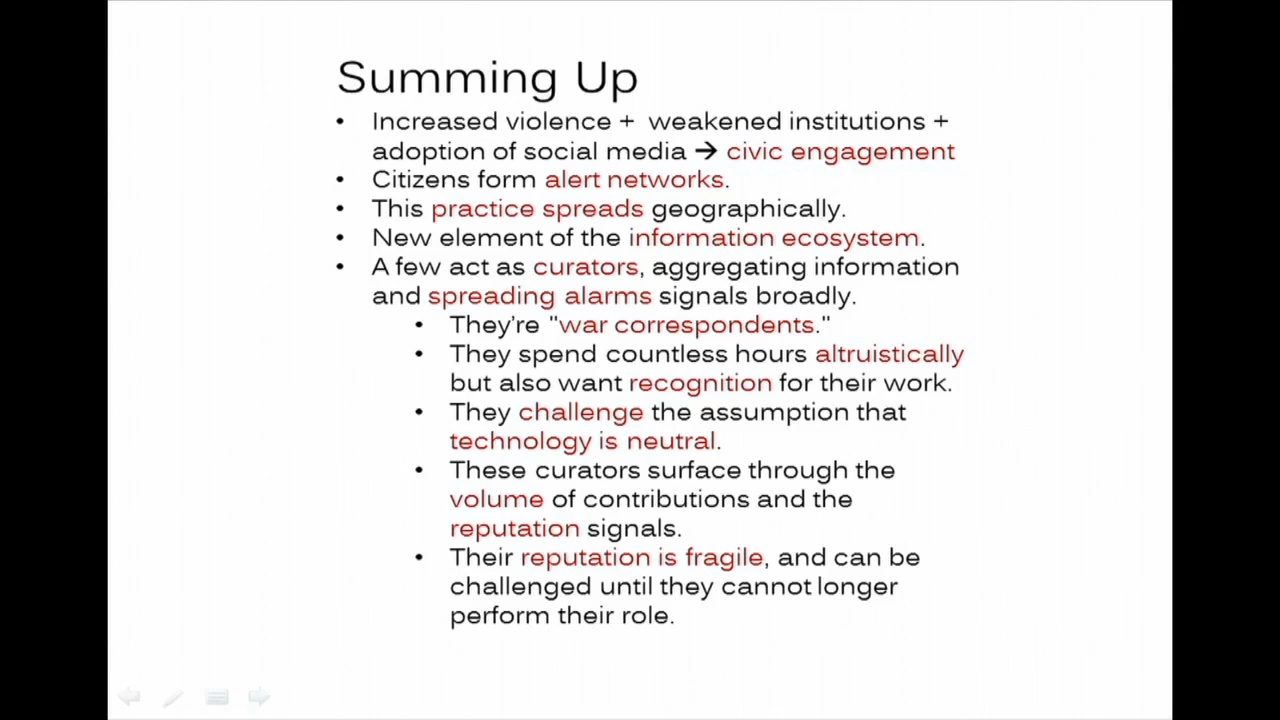 Summing Up
• Increased violence + weakened institutions +
adoption of social media → civic engagement
• Citizens form alert networks.
• This practice spreads geographically.
• New element of the information ecosystem.
• A few act as curators, aggregating information
and spreading alarms signals broadly.
• They're "war correspondents."
• They spend countless hours altruistically
but also want recognition for their work.
• They challenge the assumption that
technology is neutral.
• These curators surface through the
volume of contributions and the
reputation signals.
• Their reputation is fragile, and can be
challenged until they cannot longer
perform their role.